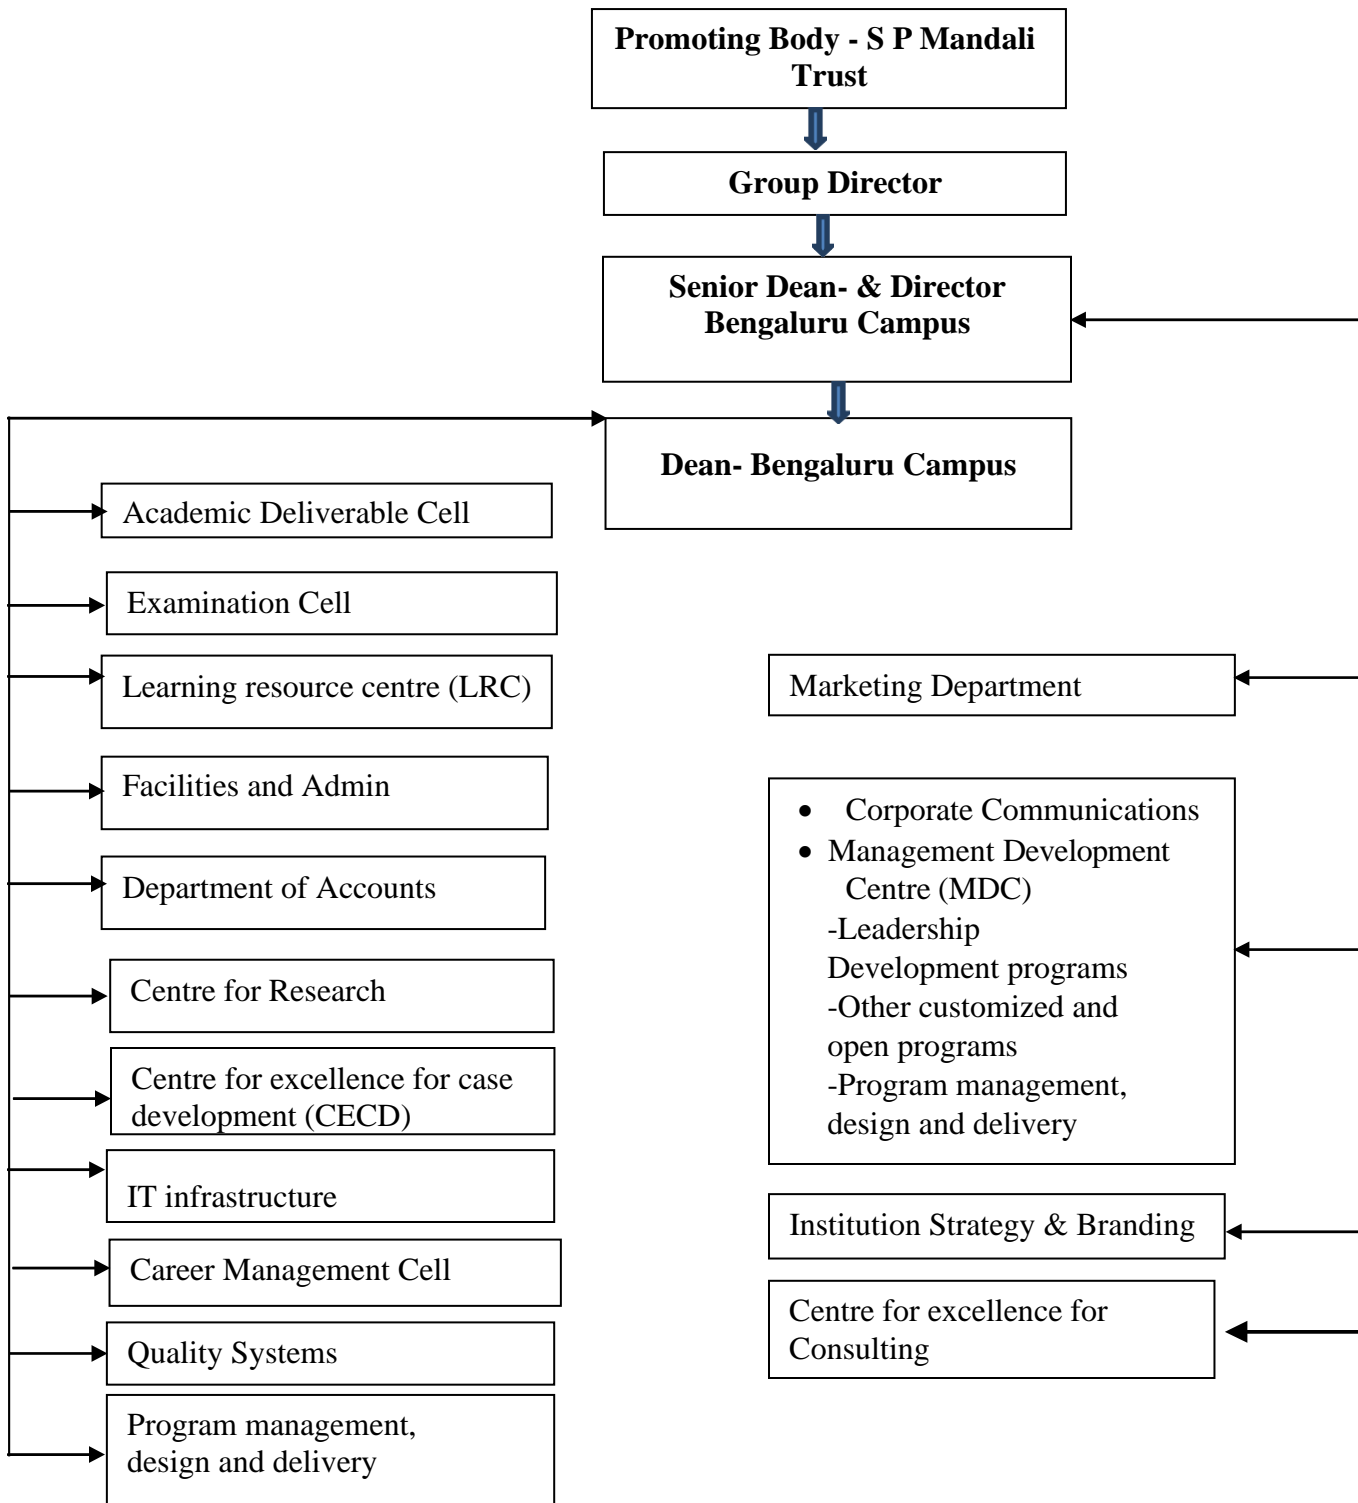 Promoting Body - S P Mandali
Trust
Group Director
Senior Dean- & Director
Bengaluru Campus
Dean- Bengaluru Campus
Academic Deliverable Cell
Examination Cell
Learning resource centre (LRC)
Facilities and Admin
Department of Accounts
Centre for Research
Centre for excellence for case
development (CECD)
IT infrastructure
Career Management Cell
Quality Systems
Program management,
design and delivery
Marketing Department
• Corporate Communications
• Management Development
Centre (MDC)
-Leadership
Development programs
-Other customized and
open programs
-Program management,
design and delivery
Institution Strategy & Branding
Centre for excellence for
Consulting